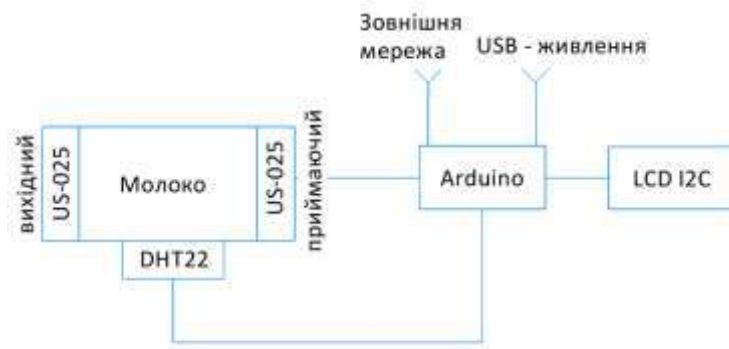 Зовнішня
мережа
USB - живлення
вихідний
US-025
Молоко
US-025
приймаючий
Arduino
LCD I2C
DHT22